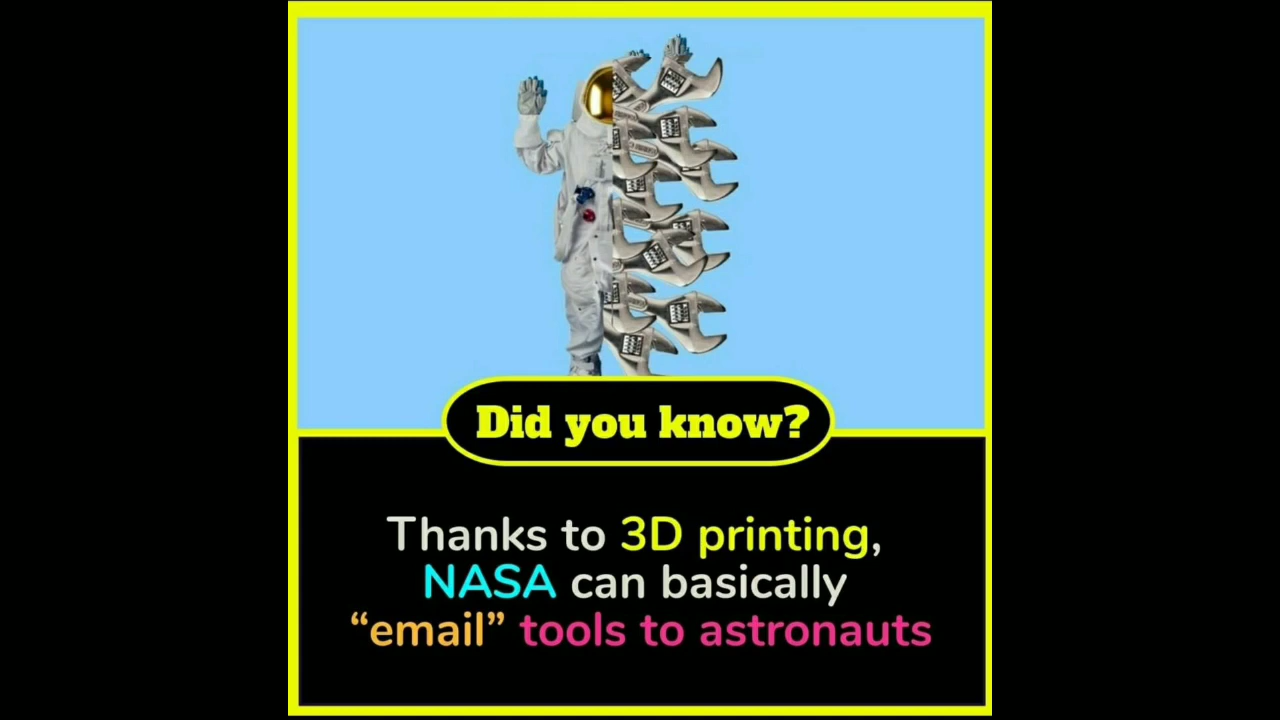 Did you know?
Thanks to 3D printing,
NASA can basically
“email” tools to astronauts